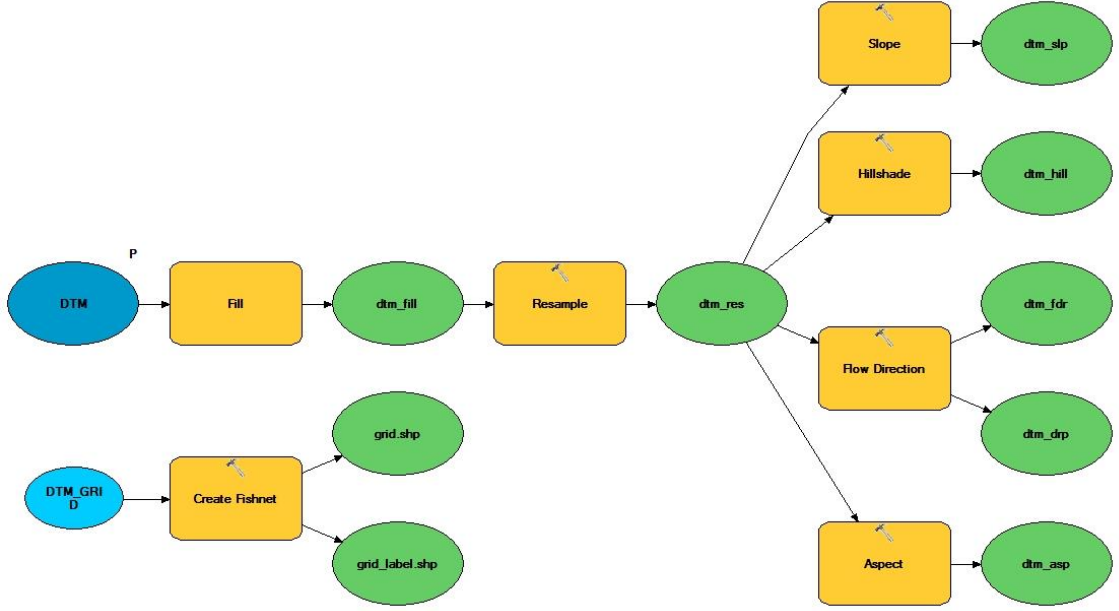 Slope
dtm_slp
Hillshade
dtm_hill
P
DTM
Fill
dtm_fill
Resample
dtm_res
dtm_fdr
Flow Direction
dtm_drp
grid.shp
DTM_GRI
D
Create Fishnet
grid_label.shp
Aspect
dtm_asp